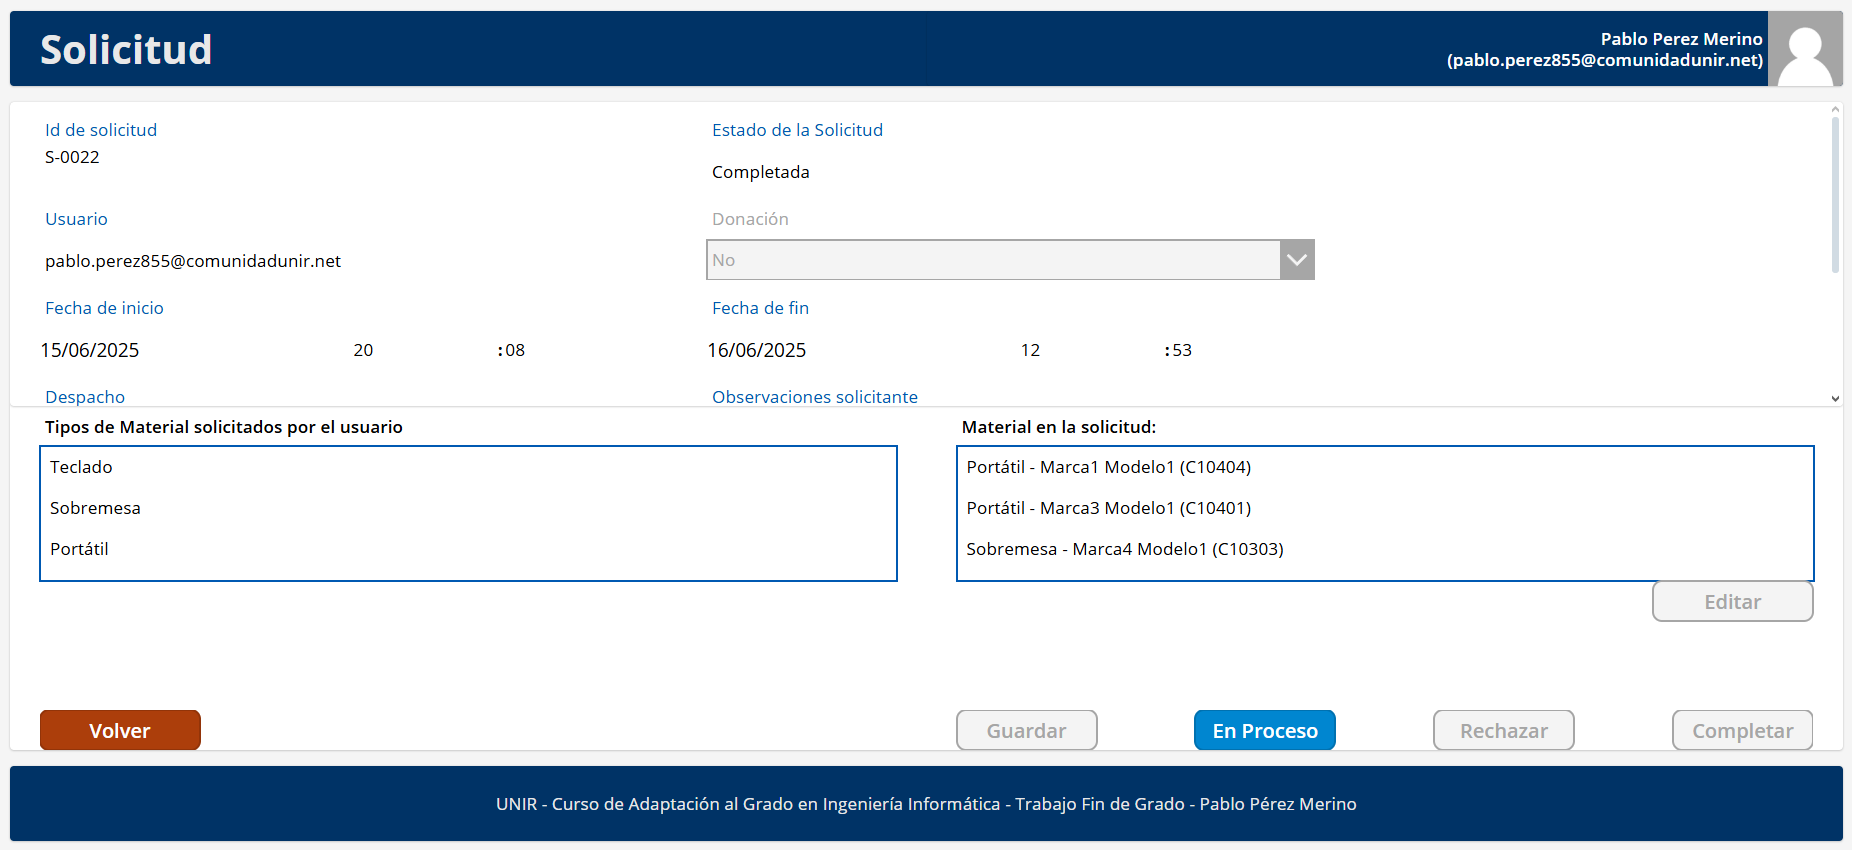 Solicitud
Pablo Perez Merino
(pablo.perez855@comunidadunir.net)
Id de solicitud
S-0022
Estado de la Solicitud
Completada
Usuario
pablo.perez855@comunidadunir.net
Donación
No
Fecha de inicio
15/06/2025 20 :08
Fecha de fin
16/06/2025 12 :53
Despacho
Observaciones solicitante
Tipos de Material solicitados por el usuario
Teclado
Sobremesa
Portátil
Material en la solicitud:
Portátil - Marca1 Modelo1 (C10404)
Portátil - Marca3 Modelo1 (C10401)
Sobremesa - Marca4 Modelo1 (C10303)
Editar
Volver
Guardar
En Proceso
Rechazar
Completar
UNIR - Curso de Adaptación al Grado en Ingeniería Informática - Trabajo Fin de Grado - Pablo Pérez Merino